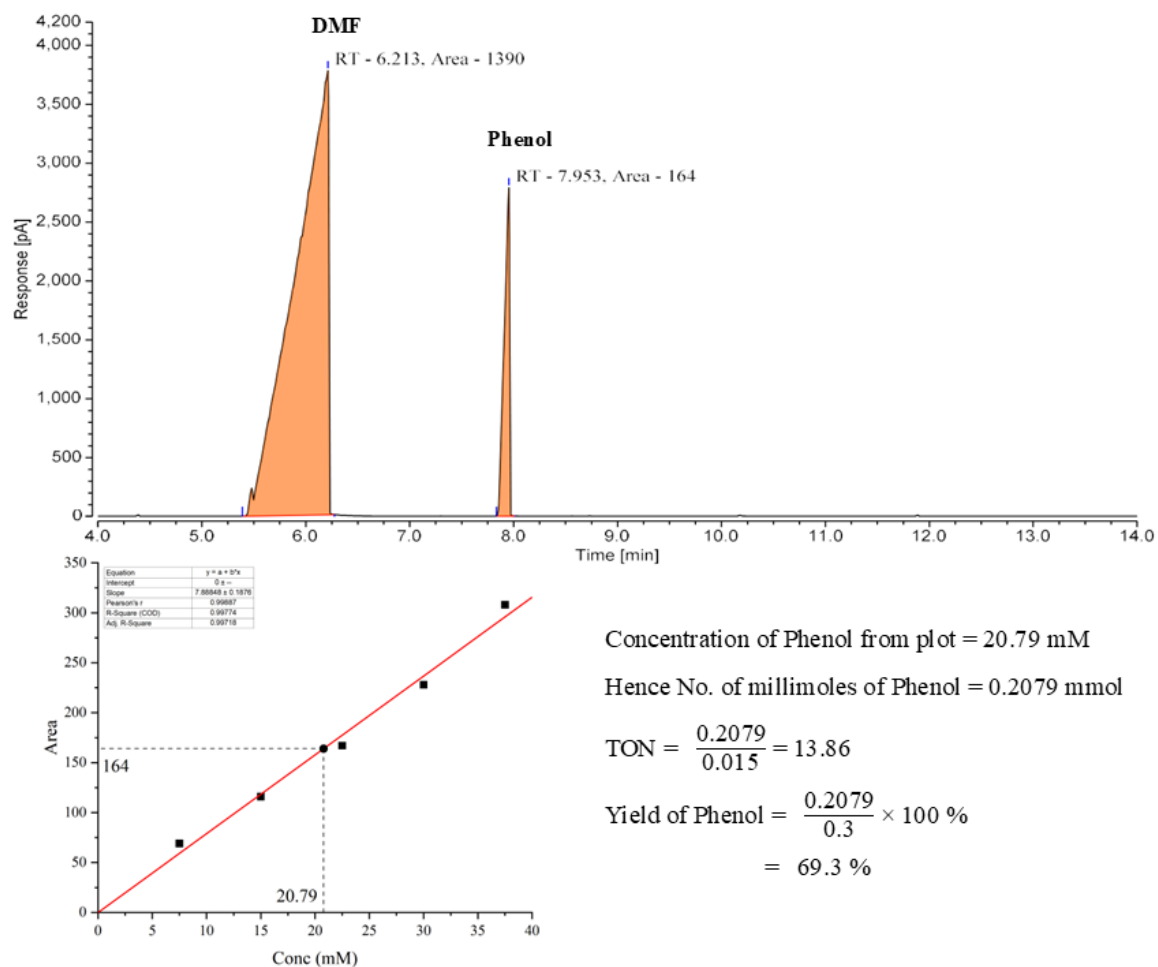 DMF
RT - 6.213, Area - 1390
Phenol
RT - 7.953, Area - 164
Response [pA]
4,200
4,000
3,500
3,000
2,500
2,000
1,500
1,000
500
0
4.0 5.0 6.0 7.0 8.0 9.0 10.0 11.0 12.0 13.0 14.0
Time [min]
Equation y = a + b*x
Intercept 0 ± --
Slope 7.88848 ± 0.1876
Pearson's r 0.99887
R-Square (COD) 0.99774
Adj. R-Square 0.99718
Area
350
300
250
200
150
100
50
0
164
20.79
0 5 10 15 20 25 30 35 40
Conc (mM)
Concentration of Phenol from plot = 20.79 mM
Hence No. of millimoles of Phenol = 0.2079 mmol
TON = 0.2079 / 0.015 = 13.86
Yield of Phenol = 0.2079 / 0.3 × 100 %
= 69.3 %